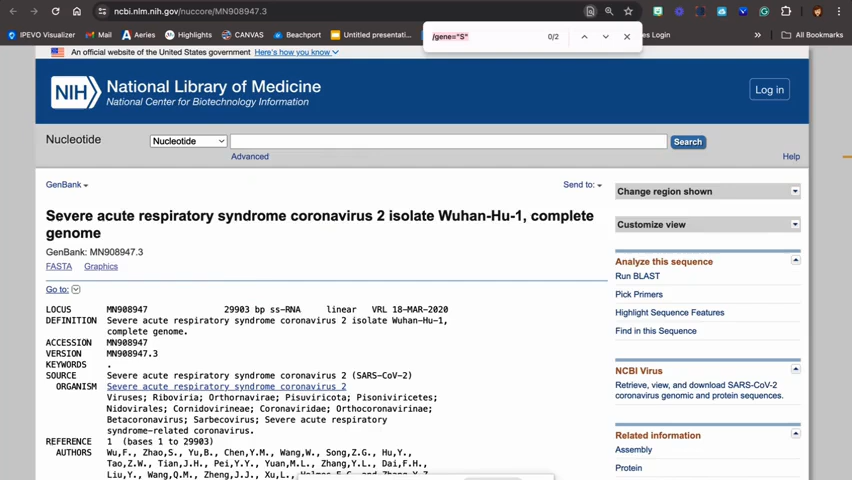 ncbi.nlm.nih.gov/nuccore/MN908947.3
IPEVO Visualizer Mail Aeries Highlights CANVAS Benchmark Untitled presentati... All Bookmarks
/gene="S" 0/2
An official website of the United States government Here's how you know
NIH National Library of Medicine
National Center for Biotechnology Information
Log in
Nucleotide Nucleotide Search
Advanced Help
GenBank Send to:
Severe acute respiratory syndrome coronavirus 2 isolate Wuhan-Hu-1, complete
genome
GenBank: MN908947.3
FASTA Graphics
Go to:
LOCUS MN908947 29903 bp ss-RNA linear VRL 18-MAR-2020
DEFINITION Severe acute respiratory syndrome coronavirus 2 isolate Wuhan-Hu-1,
complete genome.
ACCESSION MN908947
VERSION MN908947.3
KEYWORDS .
SOURCE Severe acute respiratory syndrome coronavirus 2 (SARS-CoV-2)
ORGANISM Severe acute respiratory syndrome coronavirus 2
Viruses; Riboviria; Orthornavirae; Pisuviricota; Pisoniviricetes;
Nidovirales; Cornidovirineae; Coronaviridae; Orthocoronavirinae;
Betacoronavirus; Sarbecovirus; Severe acute respiratory
syndrome-related coronavirus.
REFERENCE 1 (bases 1 to 29903)
AUTHORS Wu,F., Zhao,S., Yu,B., Chen,Y.M., Wang,W., Song,Z.G., Hu,Y.,
Tao,Z.W., Tian,J.H., Pei,Y.Y., Yuan,M.L., Zhang,Y.L., Dai,F.H.,
Change region shown
Customize view
Analyze this sequence
Run BLAST
Pick Primers
Highlight Sequence Features
Find in this Sequence
NCBI Virus
Retrieve, view, and download SARS-CoV-2
coronavirus genomic and protein sequences.
Related information
Assembly
Protein